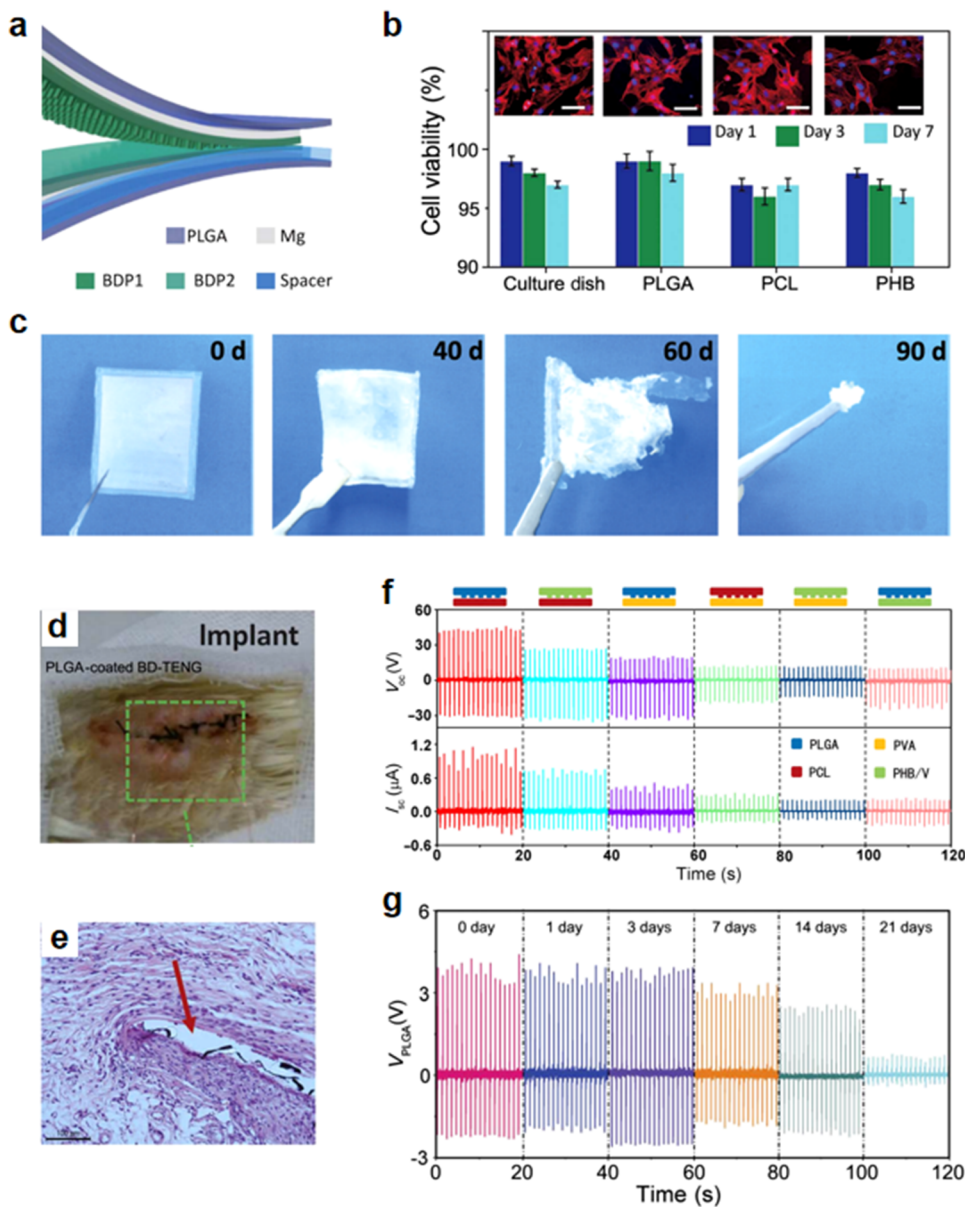 a
PLGA Mg
BDP1 BDP2 Spacer
b
Cell viability (%)
100
95
90
Day 1 Day 3 Day 7
Culture dish PLGA PCL PHB
c
0 d 40 d 60 d 90 d
d
Implant
PLGA-coated BD-TENG
e
f
Voc (V)
60
30
0
−30
Isc (μA)
1.2
0.6
0.0
−0.6
PLGA PVA
PCL PHB/V
0 20 40 60 80 100 120
Time (s)
g
VPLGA(V)
6
3
0
-3
0 day 1 day 3 days 7 days 14 days 21 days
0 20 40 60 80 100 120
Time (s)